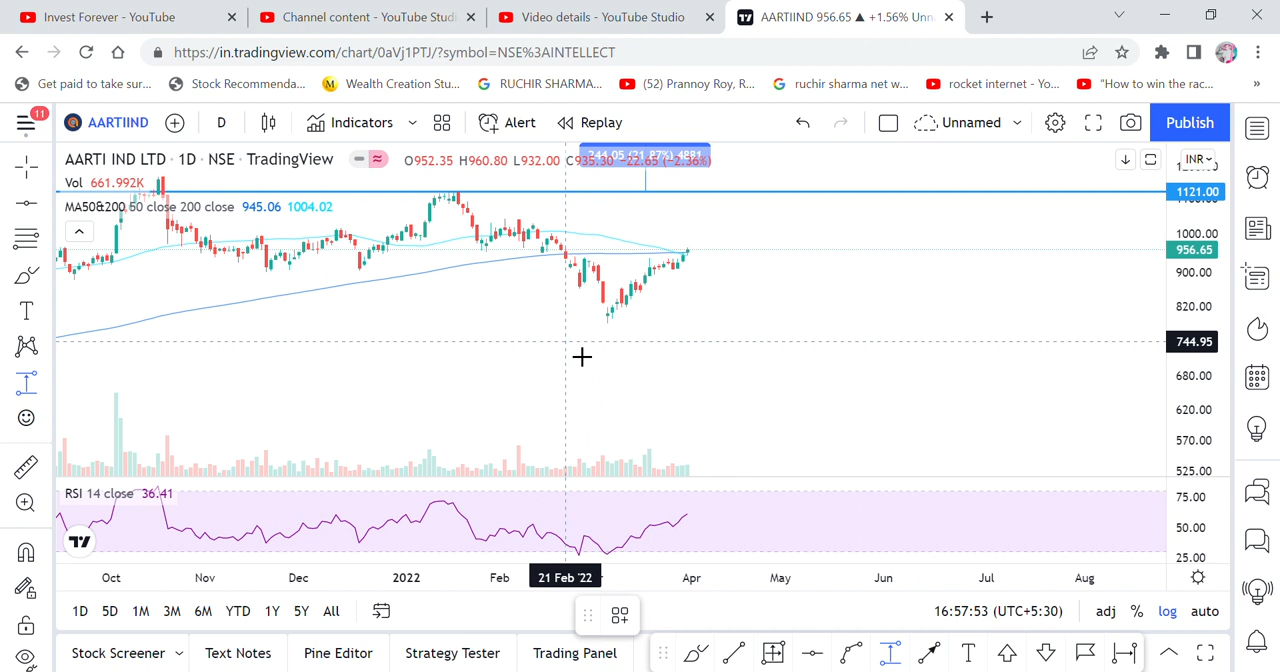 Invest Forever - YouTube
Channel content - YouTube Studi
Video details - YouTube Studio
AARTIIND 956.65 ▲ +1.56% Unn
https://in.tradingview.com/chart/0aVj1PTJ/?symbol=NSE%3AINTELLECT
Get paid to take sur...
Stock Recommenda...
Wealth Creation Stu...
RUCHIR SHARMA...
(52) Prannoy Roy, R...
ruchir sharma net w...
rocket internet - Yo...
"How to win the rac...
»
11
AARTIIND
D
Indicators
Alert
Replay
Unnamed
Publish
AARTI IND LTD · 1D · NSE · TradingView
O952.35 H960.80 L932.00 C935.30 -22.65 (-2.36%)
244.05 (21.87%) 4881
INR
Vol 661.992K
MA50&200 50 close 200 close 945.06 1004.02
1121.00
1000.00
956.65
900.00
820.00
744.95
680.00
620.00
570.00
525.00
RSI 14 close 36.41
75.00
50.00
25.00
Oct
Nov
Dec
2022
Feb
21 Feb '22
Apr
May
Jun
Jul
Aug
1D 5D 1M 3M 6M YTD 1Y 5Y All
16:57:53 (UTC+5:30)
adj % log auto
Stock Screener
Text Notes
Pine Editor
Strategy Tester
Trading Panel